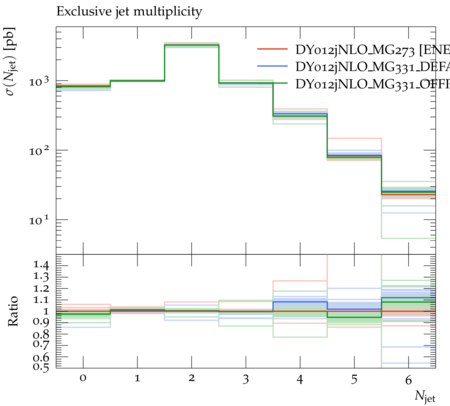 Exclusive jet multiplicity
σ(Njet) [pb]
DY012jNLO_MG273 [ENE
DY012jNLO_MG331_DEFA
DY012jNLO_MG331_OFFI
10³
10²
10¹
Ratio
1.4
1.3
1.2
1.1
1
0.9
0.8
0.7
0.6
0.5
0 1 2 3 4 5 6
Njet